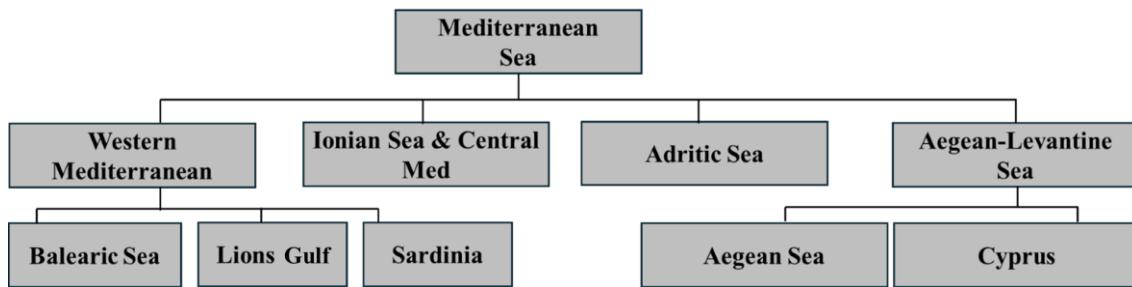 Mediterranean
Sea
Western
Mediterranean
Ionian Sea & Central
Med
Adritic Sea
Aegean-Levantine
Sea
Balearic Sea
Lions Gulf
Sardinia
Aegean Sea
Cyprus